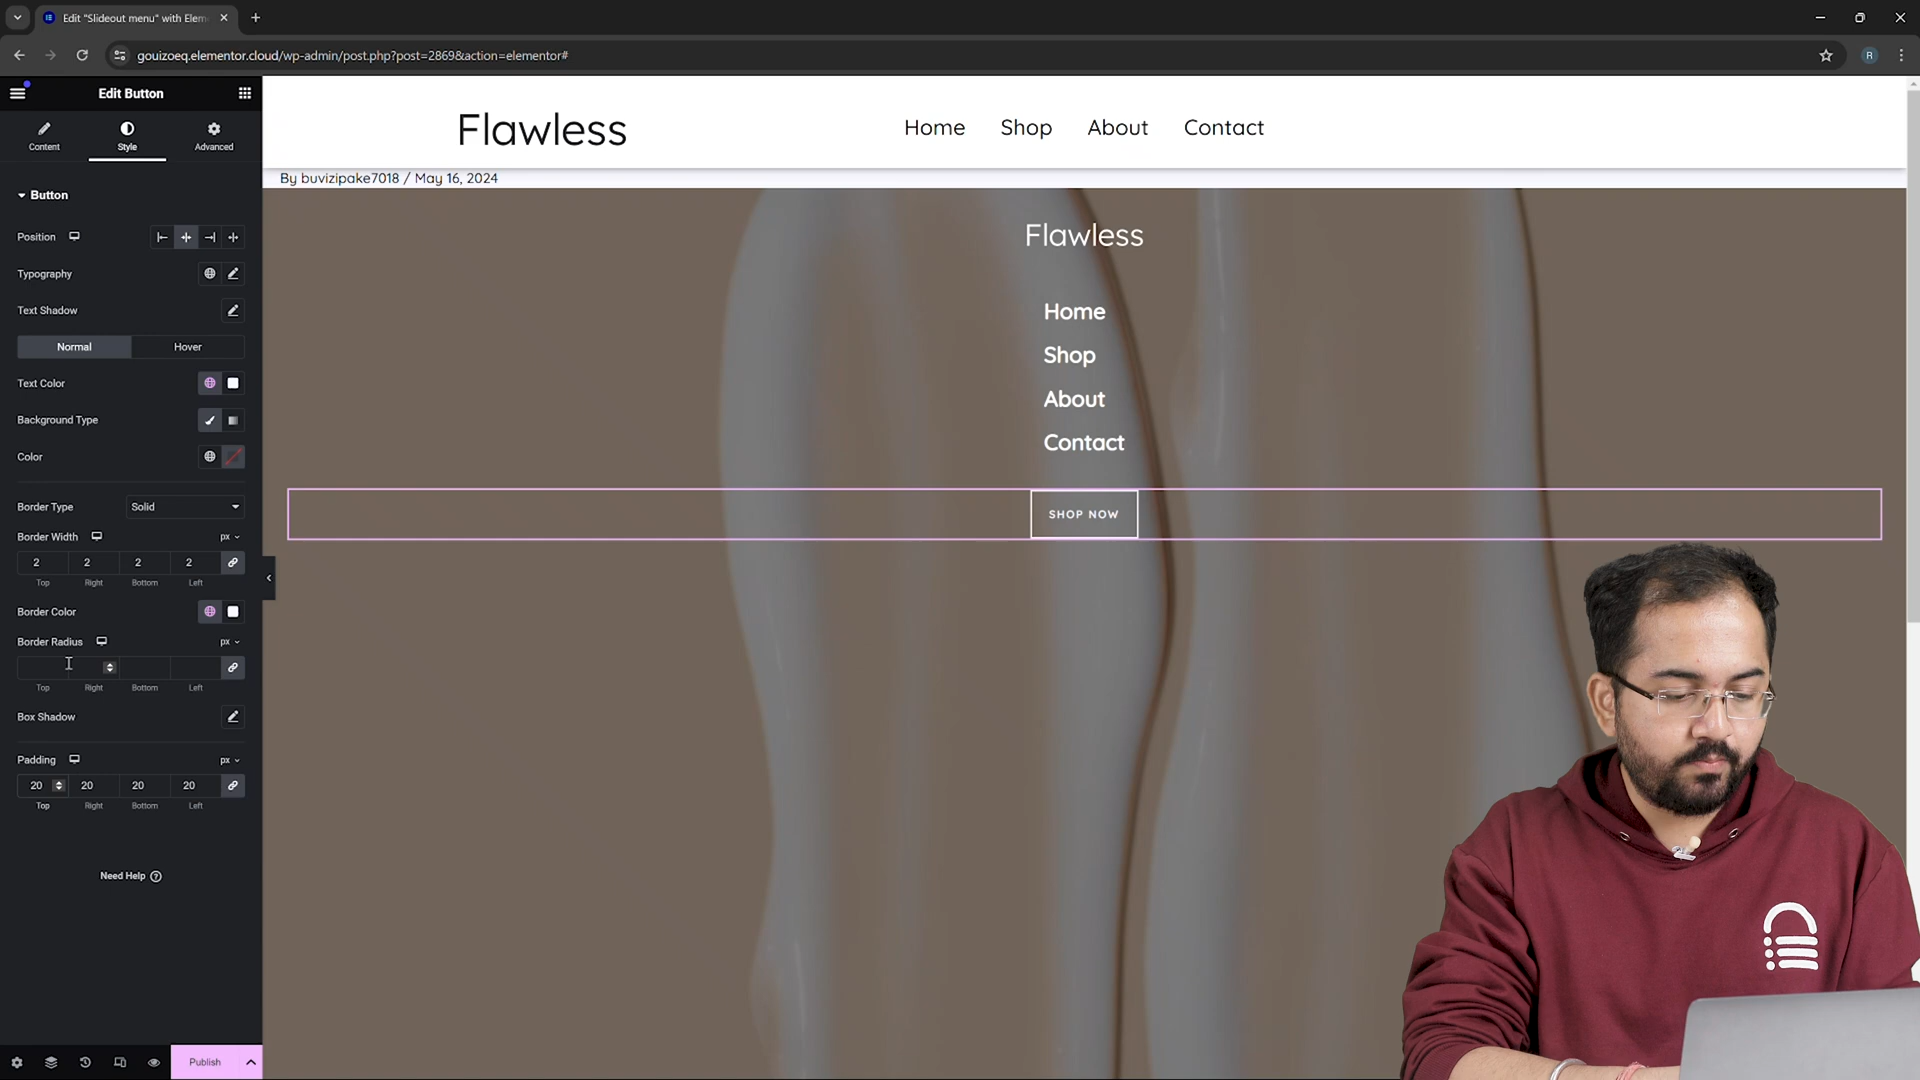 Edit "Slideout menu" with Elem
gouizoeq.elementor.cloud/wp-admin/post.php?post=2869&action=elementor#
R
Edit Button
Content
Style
Advanced
Button
Position
Typography
Text Shadow
Normal
Hover
Text Color
Background Type
Color
Border Type
Solid
Border Width
px
2
2
2
2
Top
Right
Bottom
Left
Border Color
Border Radius
px
Top
Right
Bottom
Left
Box Shadow
Padding
px
20
20
20
20
Top
Right
Bottom
Left
Need Help
Publish
Flawless
Home
Shop
About
Contact
By buvizipake7018 / May 16, 2024
Flawless
Home
Shop
About
Contact
SHOP NOW